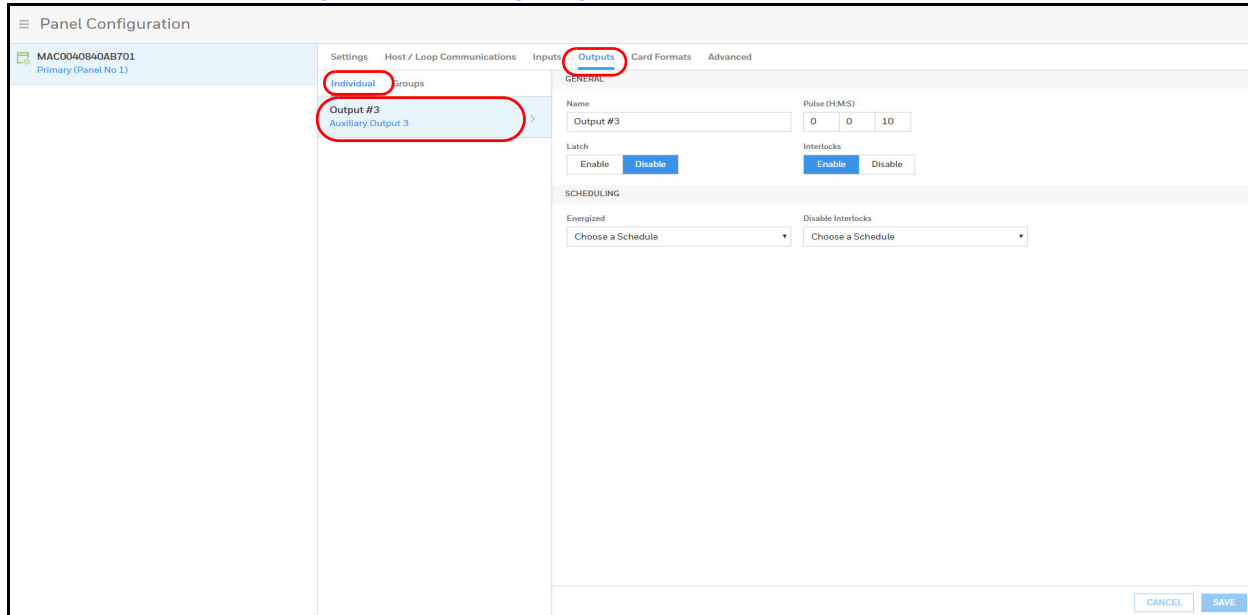 Panel Configuration
MAC0040840AB701
Primary (Panel No 1)
Settings Host / Loop Communications Inputs Outputs Card Formats Advanced
Individual Groups
Output #3
Auxiliary Output 3
GENERAL
Name
Output #3
Pulse (H:M:S)
0 0 10
Latch
Enable Disable
Interlocks
Enable Disable
SCHEDULING
Energized
Choose a Schedule
Disable Interlocks
Choose a Schedule
CANCEL SAVE